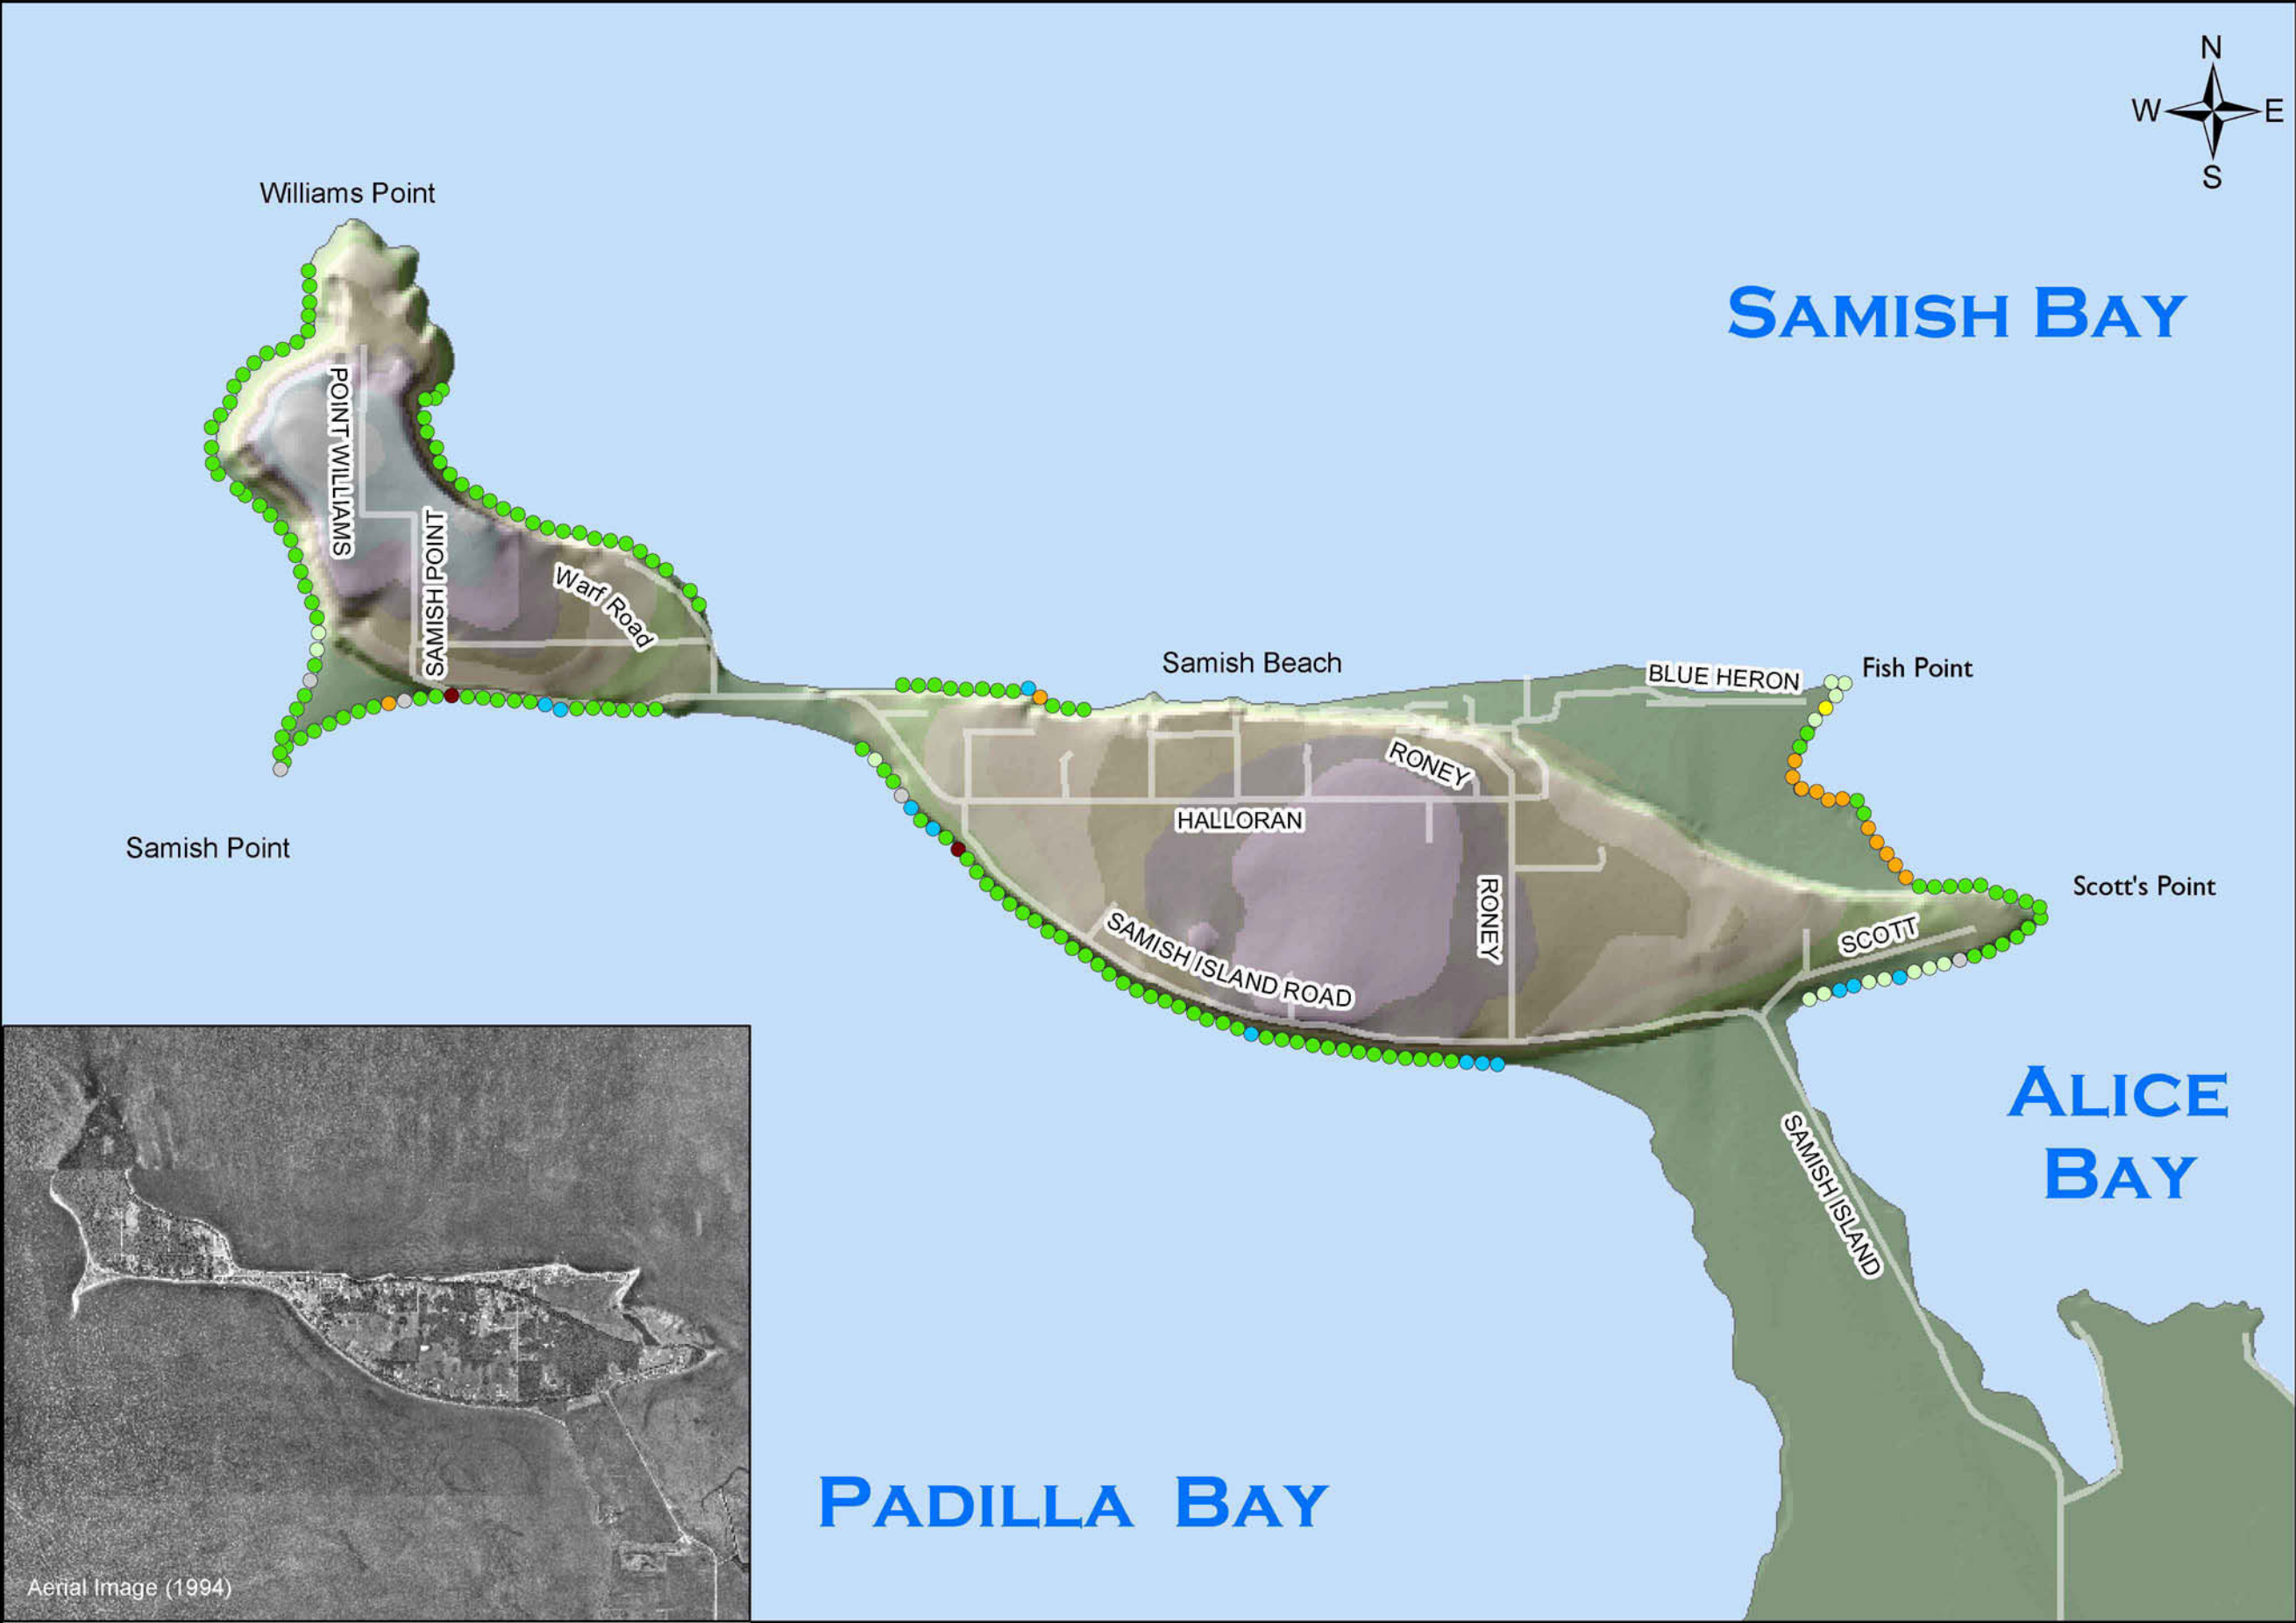 N
W E
S
Williams Point
SAMISH BAY
POINT WILLIAMS
SAMISH POINT
Warf Road
Samish Beach
BLUE HERON
Fish Point
RONEY
HALLORAN
Samish Point
RONEY
Scott's Point
SCOTT
SAMISH ISLAND ROAD
ALICE
BAY
SAMISH ISLAND
PADILLA BAY
Aerial Image (1994)